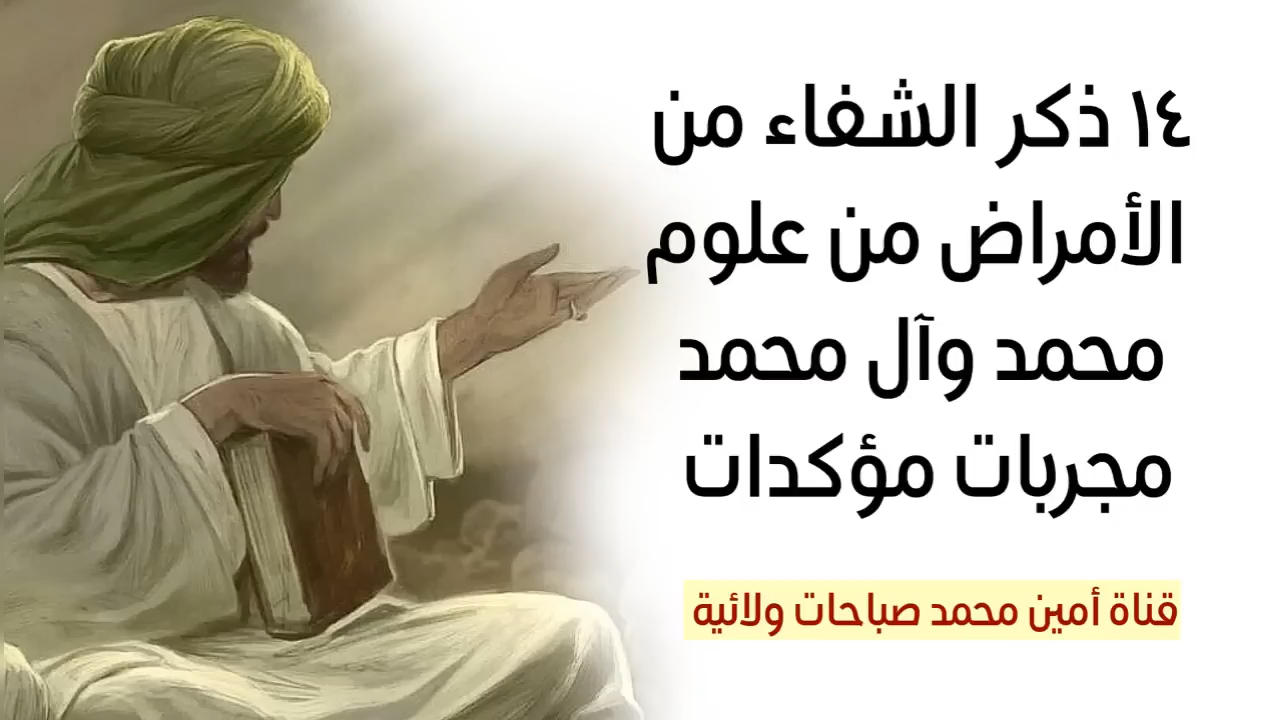 ١٤ ذكر الشفاء من
الأمراض من علوم
محمد وآل محمد
مجربات مؤكدات
قناة أمين محمد صباحات ولائية